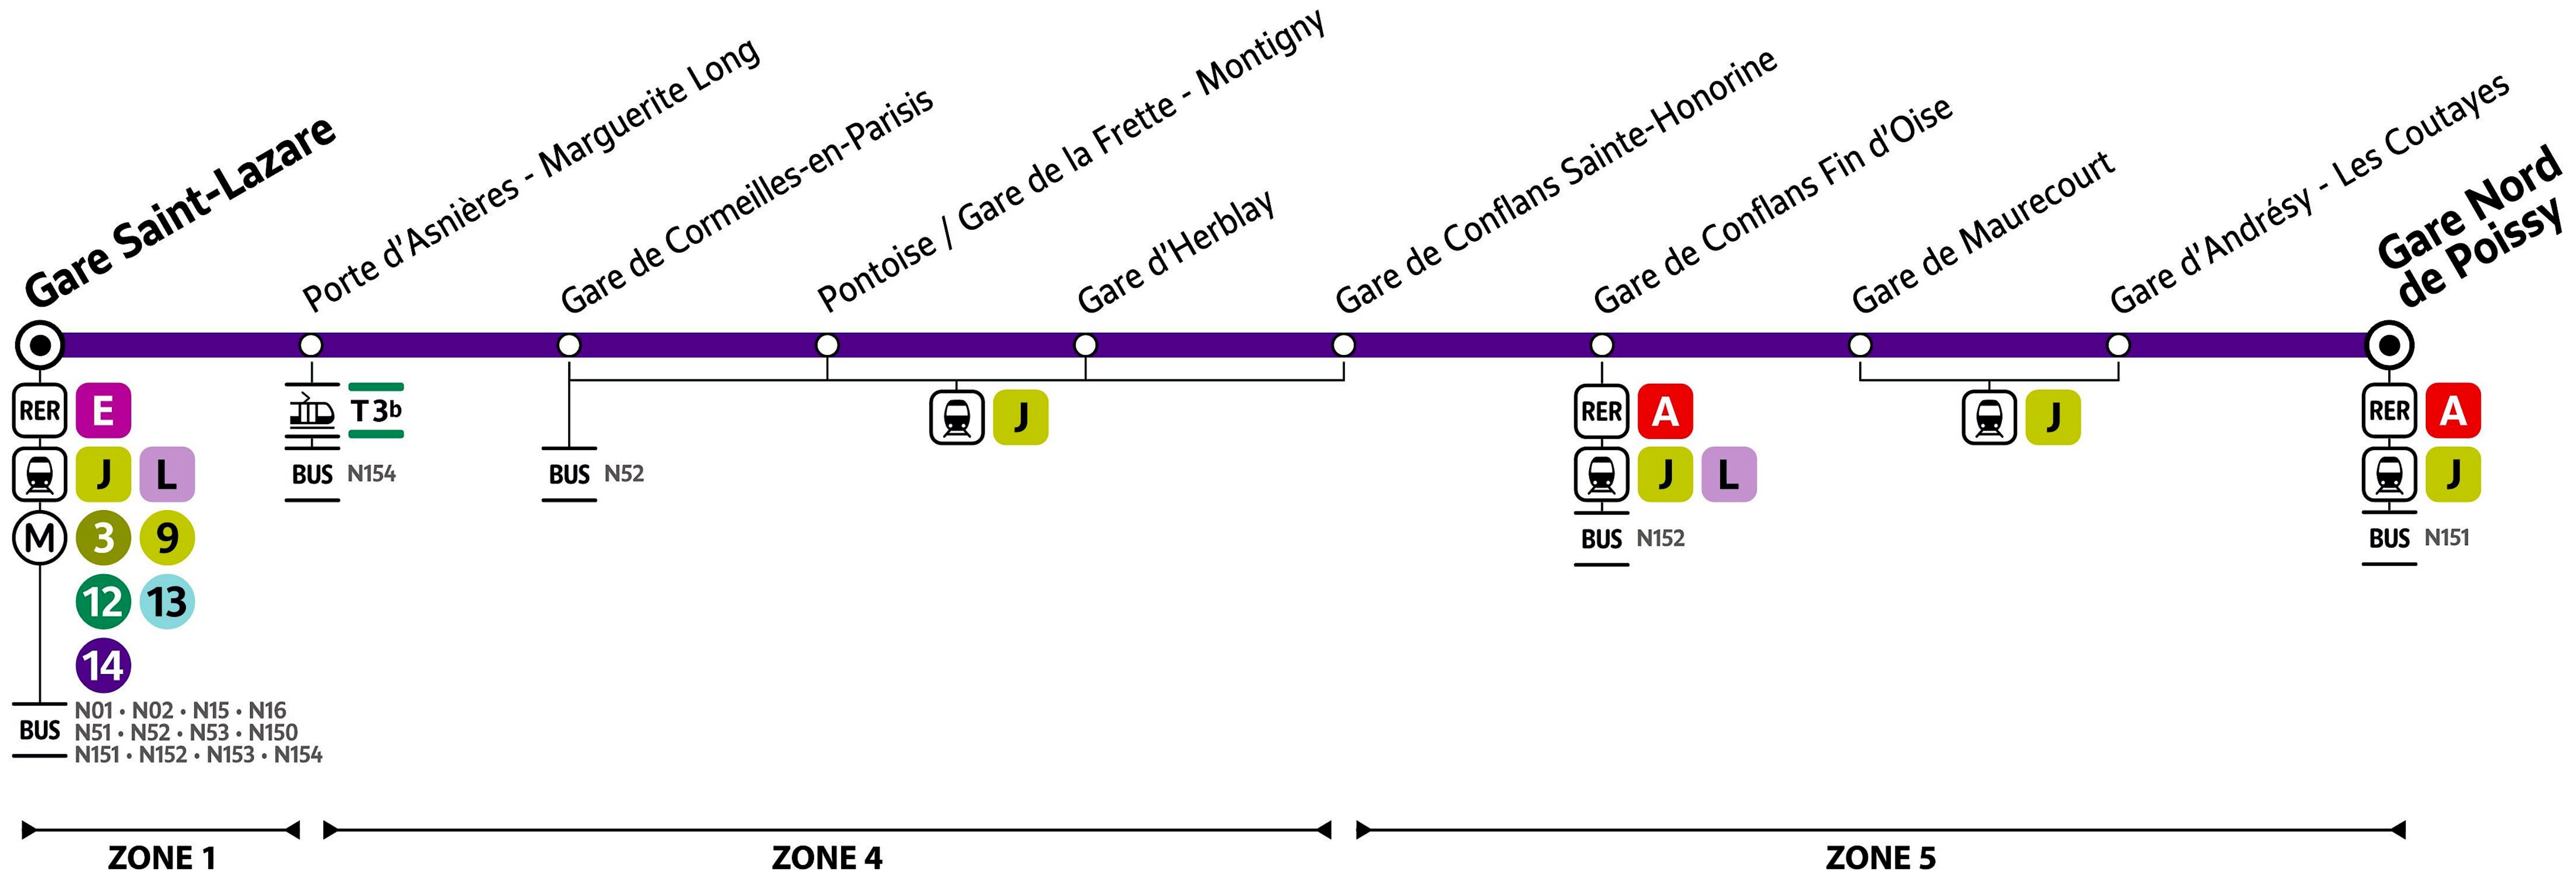 Gare Saint-Lazare
Porte d'Asnières - Marguerite Long
Gare de Cormeilles-en-Parisis
Pontoise / Gare de la Frette - Montigny
Gare d'Herblay
Gare de Conflans Sainte-Honorine
Gare de Conflans Fin d'Oise
Gare de Maurecourt
Gare d'Andrésy - Les Coutayes
Gare Nord
de Poissy
RER E
J L
M 3 9
12 13
14
BUS
N01 • N02 • N15 • N16
N51 • N52 • N53 • N150
N151 • N152 • N153 • N154
T3b
BUS N154
BUS N52
J
RER A
J L
BUS N152
J
RER A
J
BUS N151
ZONE 1
ZONE 4
ZONE 5